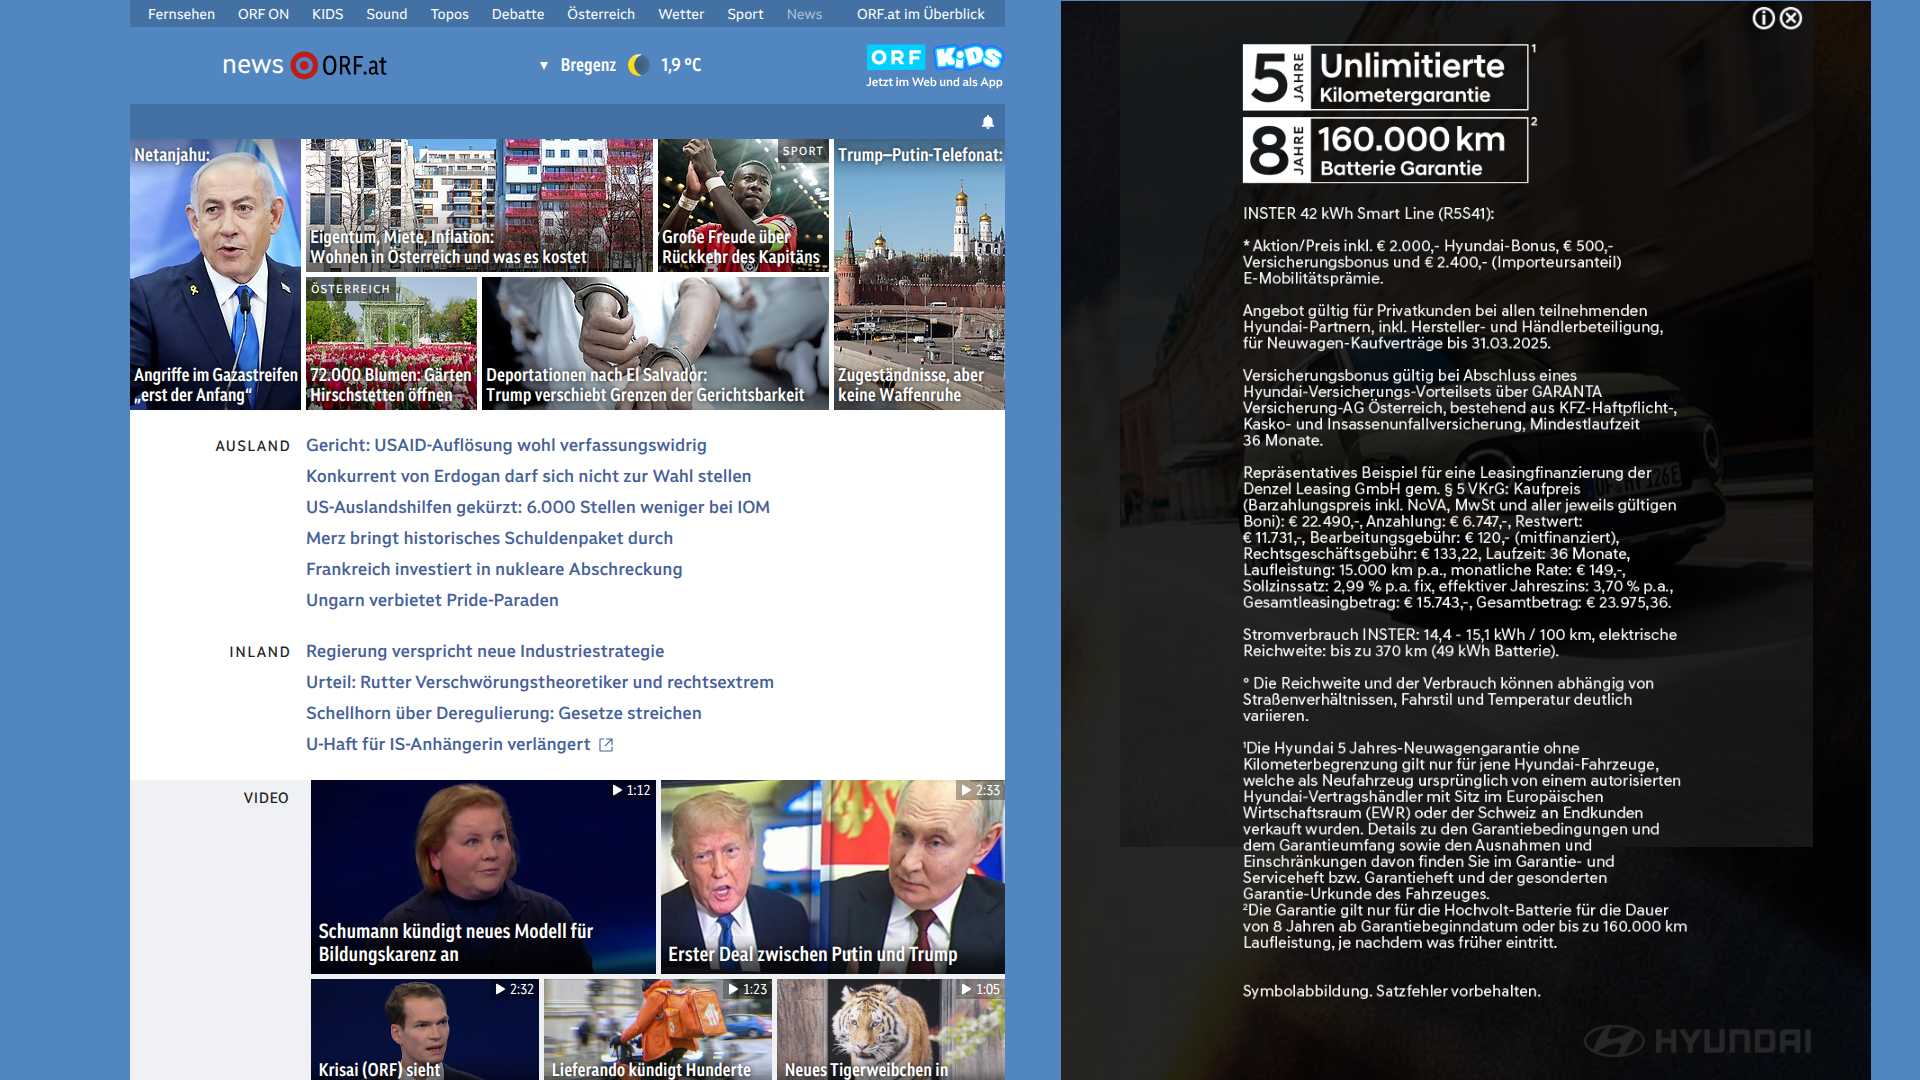 Fernsehen ORF ON KIDS Sound Topos Debatte Österreich Wetter Sport News ORF.at im Überblick
news ORF.at
▼ Bregenz 1,9 °C
ORF KiDS
Jetzt im Web und als App
Netanjahu:
Angriffe im Gazastreifen
„erst der Anfang“
Eigentum, Miete, Inflation:
Wohnen in Österreich und was es kostet
SPORT
Große Freude über
Rückkehr des Kapitäns
Trump–Putin-Telefonat:
Zugeständnisse, aber
keine Waffenruhe
ÖSTERREICH
72.000 Blumen: Gärten
Hirschstetten öffnen
Deportationen nach El Salvador:
Trump verschiebt Grenzen der Gerichtsbarkeit
AUSLAND
Gericht: USAID-Auflösung wohl verfassungswidrig
Konkurrent von Erdogan darf sich nicht zur Wahl stellen
US-Auslandshilfen gekürzt: 6.000 Stellen weniger bei IOM
Merz bringt historisches Schuldenpaket durch
Frankreich investiert in nukleare Abschreckung
Ungarn verbietet Pride-Paraden
INLAND
Regierung verspricht neue Industriestrategie
Urteil: Rutter Verschwörungstheoretiker und rechtsextrem
Schellhorn über Deregulierung: Gesetze streichen
U-Haft für IS-Anhängerin verlängert
VIDEO
1:12
Schumann kündigt neues Modell für
Bildungskarenz an
2:33
Erster Deal zwischen Putin und Trump
2:32
Krisai (ORF) sieht
1:23
Lieferando kündigt Hunderte
1:05
Neues Tigerweibchen in
5 JAHRE Unlimitierte Kilometergarantie 1
8 JAHRE 160.000 km Batterie Garantie 2
INSTER 42 kWh Smart Line (R5S41):
* Aktion/Preis inkl. € 2.000,- Hyundai-Bonus, € 500,-
Versicherungsbonus und € 2.400,- (Importeursanteil)
E-Mobilitätsprämie.
Angebot gültig für Privatkunden bei allen teilnehmenden
Hyundai-Partnern, inkl. Hersteller- und Händlerbeteiligung,
für Neuwagen-Kaufverträge bis 31.03.2025.
Versicherungsbonus gültig bei Abschluss eines
Hyundai-Versicherungs-Vorteilsets über GARANTA
Versicherung-AG Österreich, bestehend aus KFZ-Haftpflicht-,
Kasko- und Insassenunfallversicherung, Mindestlaufzeit
36 Monate.
Repräsentatives Beispiel für eine Leasingfinanzierung der
Denzel Leasing GmbH gem. § 5 VKrG: Kaufpreis
(Barzahlungspreis inkl. NoVA, MwSt und aller jeweils gültigen
Boni): € 22.490,-, Anzahlung: € 6.747,-, Restwert:
€ 11.731,-, Bearbeitungsgebühr: € 120,- (mitfinanziert),
Rechtsgeschäftsgebühr: € 133,22, Laufzeit: 36 Monate,
Laufleistung: 15.000 km p.a., monatliche Rate: € 149,-,
Sollzinssatz: 2,99 % p.a. fix, effektiver Jahreszins: 3,70 % p.a.,
Gesamtleasingbetrag: € 15.743,-, Gesamtbetrag: € 23.975,36.
Stromverbrauch INSTER: 14,4 - 15,1 kWh / 100 km, elektrische
Reichweite: bis zu 370 km (49 kWh Batterie).
° Die Reichweite und der Verbrauch können abhängig von
Straßenverhältnissen, Fahrstil und Temperatur deutlich
variieren.
¹Die Hyundai 5 Jahres-Neuwagengarantie ohne
Kilometerbegrenzung gilt nur für jene Hyundai-Fahrzeuge,
welche als Neufahrzeug ursprünglich von einem autorisierten
Hyundai-Vertragshändler mit Sitz im Europäischen
Wirtschaftsraum (EWR) oder der Schweiz an Endkunden
verkauft wurden. Details zu den Garantiebedingungen und
dem Garantieumfang sowie den Ausnahmen und
Einschränkungen davon finden Sie im Garantie- und
Serviceheft bzw. Garantieheft und der gesonderten
Garantie-Urkunde des Fahrzeuges.
²Die Garantie gilt nur für die Hochvolt-Batterie für die Dauer
von 8 Jahren ab Garantiebeginndatum oder bis zu 160.000 km
Laufleistung, je nachdem was früher eintritt.
Symbolabbildung. Satzfehler vorbehalten.
HYUNDAI